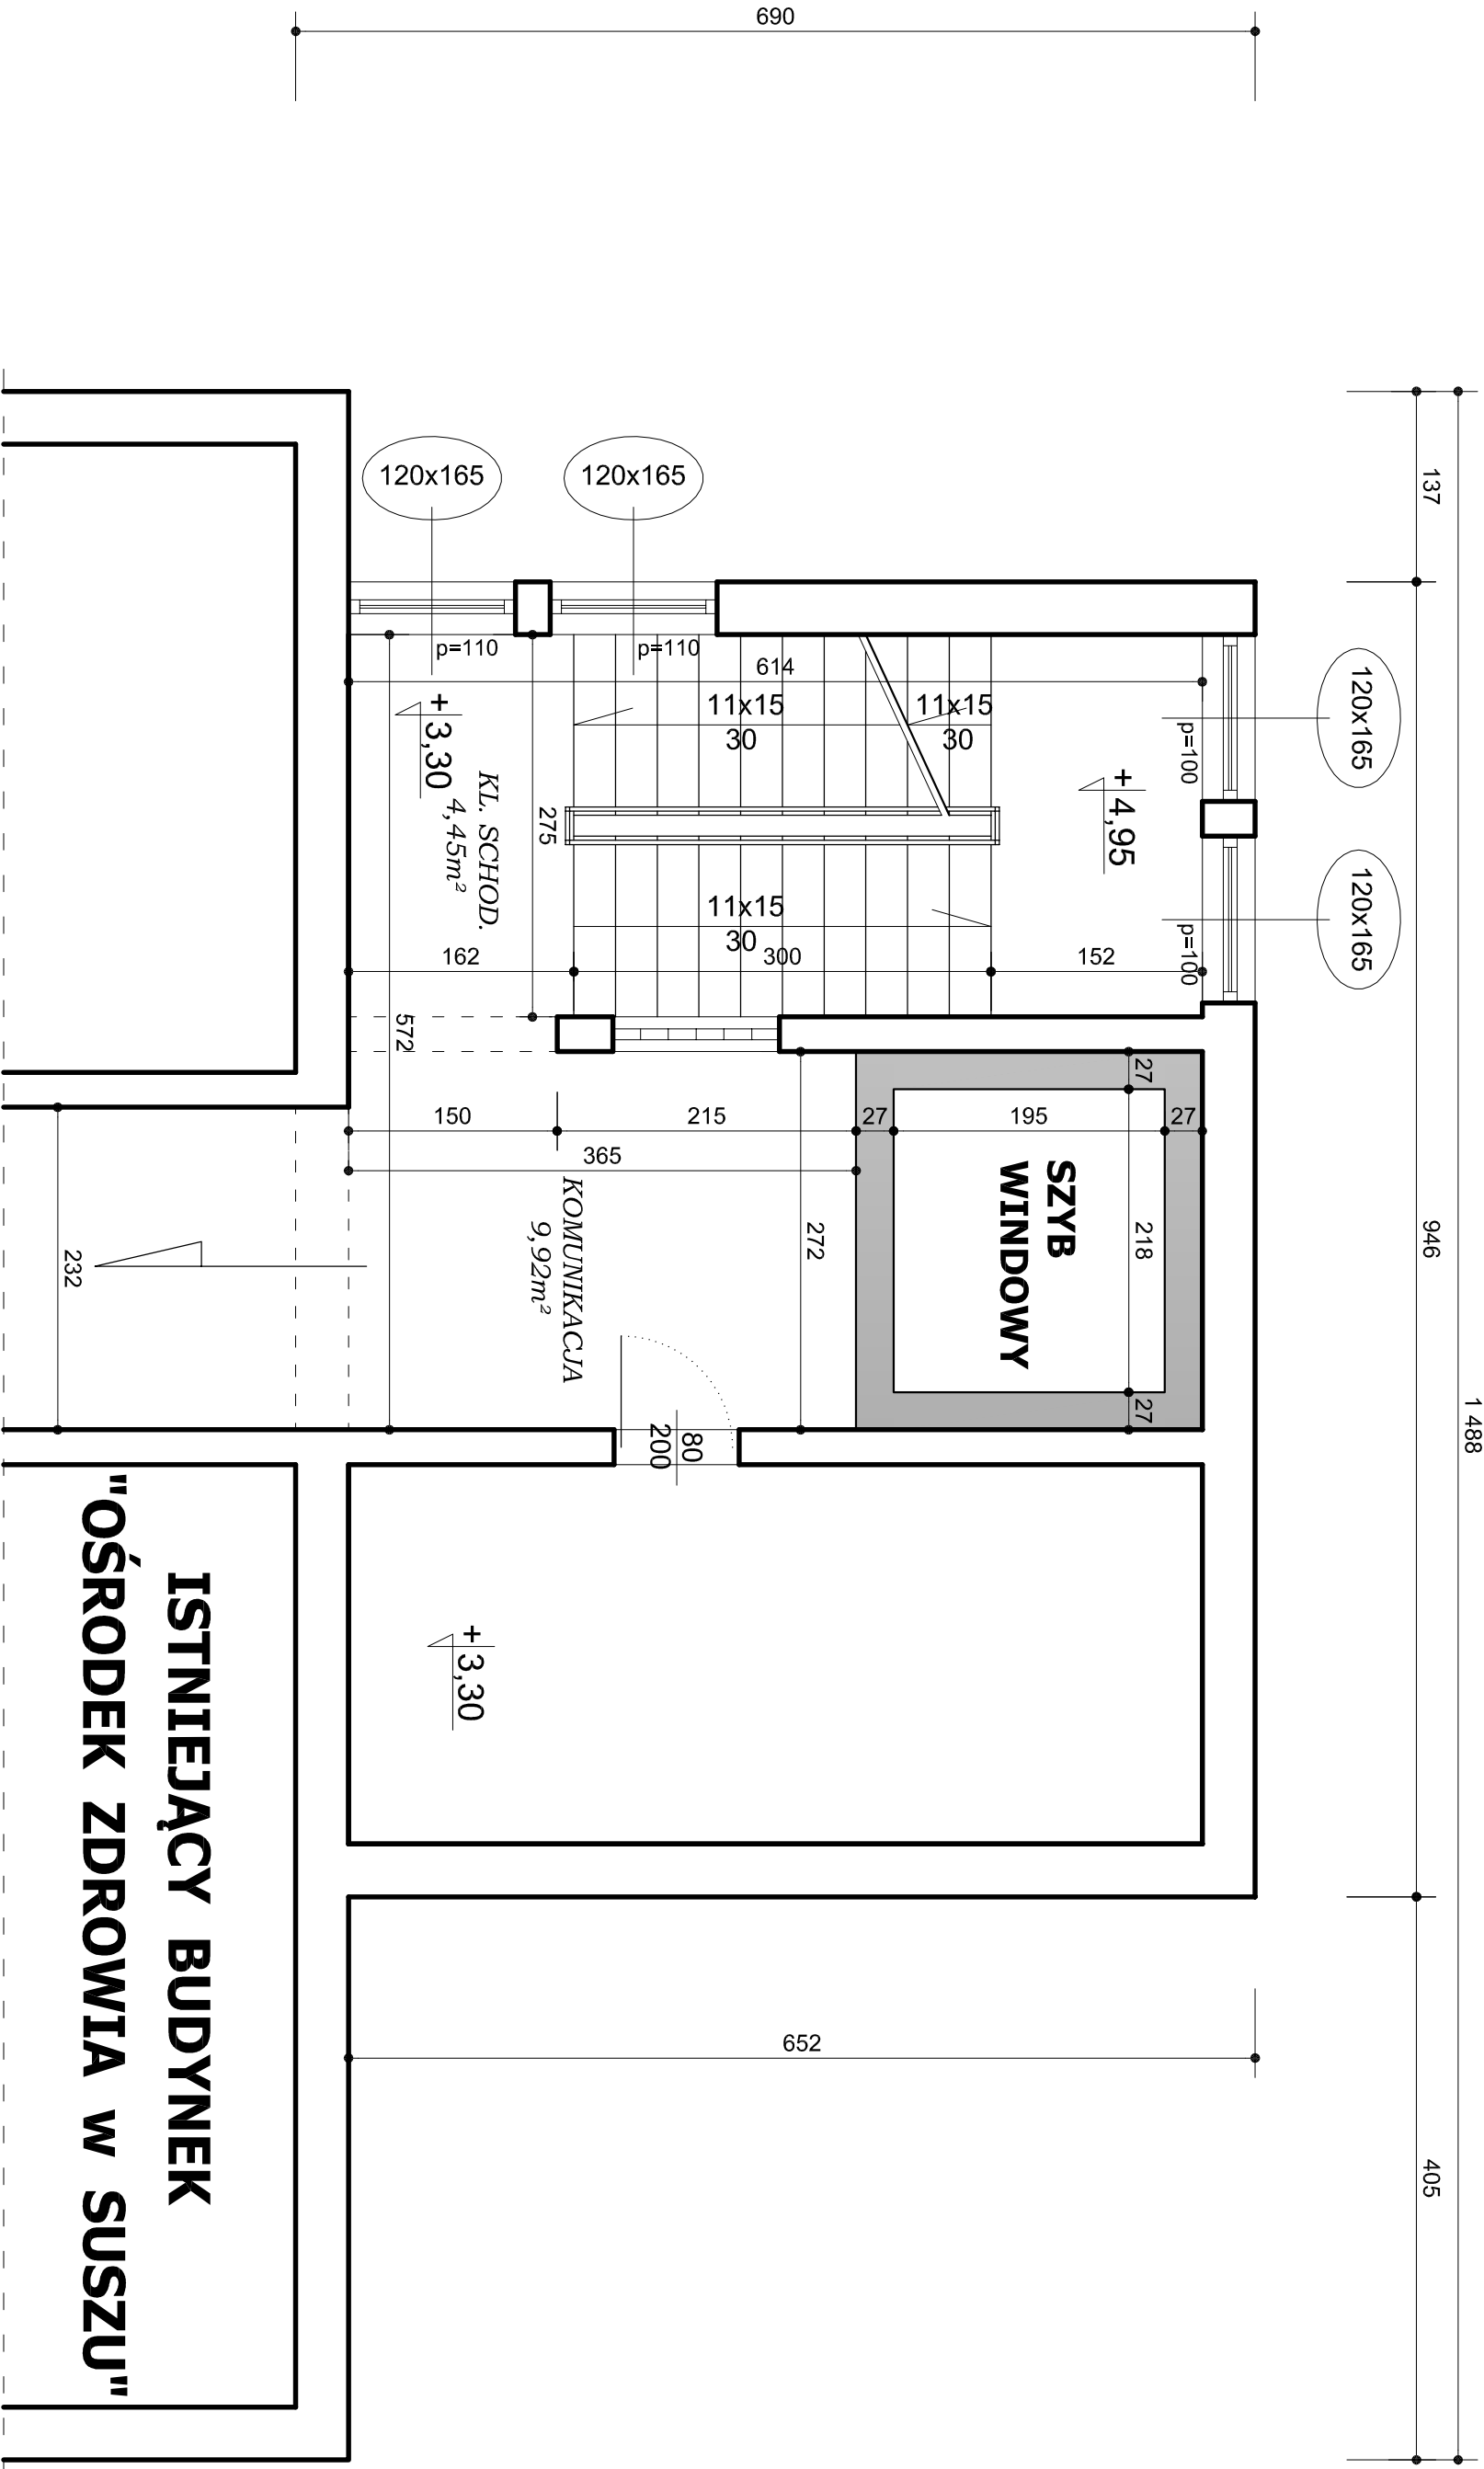 690
1 488
137
946
405
120x165
120x165
120x165
120x165
p=110
p=110
p=100
p=100
614
11x15
30
11x15
30
11x15
30
+ 3,30
+ 4,95
KL. SCHOD.
4,45m²
275
162
300
152
572
27
218
27
150
215
27
195
27
365
SZYB
WINDOWY
KOMUNIKACJA
9,92m²
272
232
80
200
+ 3,30
652
ISTNIEJĄCY BUDYNEK
"OŚRODEK ZDROWIA w SUSZU"